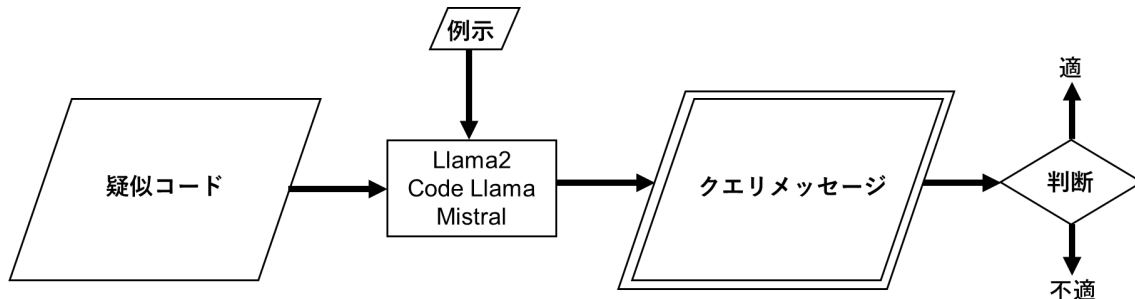 例示
疑似コード
Llama2
Code Llama
Mistral
クエリメッセージ
適
判断
不適